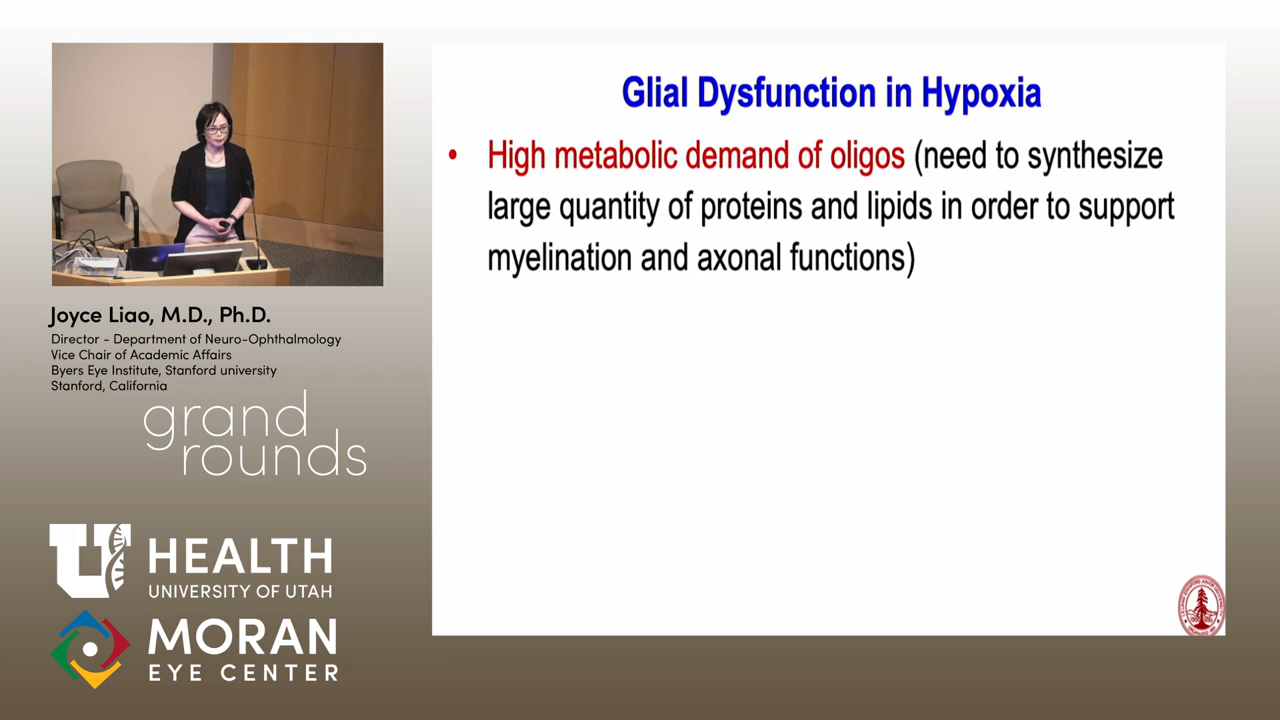 Glial Dysfunction in Hypoxia
• High metabolic demand of oligos (need to synthesize
large quantity of proteins and lipids in order to support
myelination and axonal functions)
Joyce Liao, M.D., Ph.D.
Director - Department of Neuro-Ophthalmology
Vice Chair of Academic Affairs
Byers Eye Institute, Stanford university
Stanford, California
grand
rounds
U HEALTH
UNIVERSITY OF UTAH
MORAN
EYE CENTER